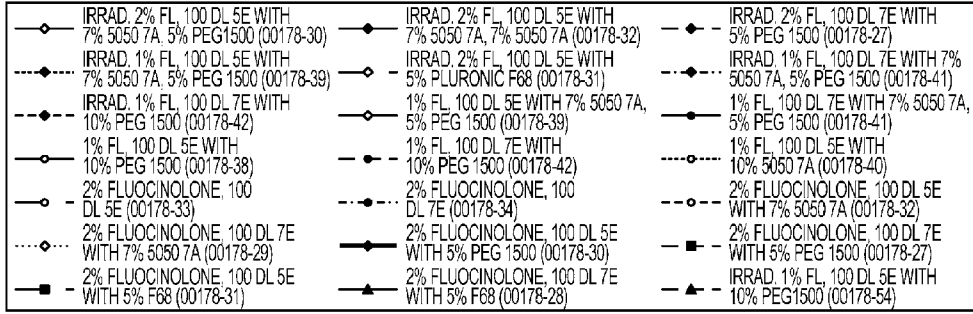 IRRAD, 2% FL, 100 DL 5E WITH
7% 5050 7A, 5% PEG1500 (00178-30)
IRRAD, 2% FL, 100 DL 5E WITH
7% 5050 7A, 7% 5050 7A (00178-32)
IRRAD, 2% FL, 100 DL 7E WITH
5% PEG 1500 (00178-27)
IRRAD, 1% FL, 100 DL 5E WITH
7% 5050 7A, 5% PEG 1500 (00178-39)
IRRAD, 2% FL, 100 DL 5E WITH
5% PLURONIC F68 (00178-31)
IRRAD, 1% FL, 100 DL 7E WITH 7%
5050 7A, 5% PEG 1500 (00178-41)
IRRAD, 1% FL, 100 DL 7E WITH
10% PEG 1500 (00178-42)
1% FL, 100 DL 5E WITH 7% 5050 7A,
5% PEG 1500 (00178-39)
1% FL, 100 DL 7E WITH 7% 5050 7A,
5% PEG 1500 (00178-41)
1% FL, 100 DL 5E WITH
10% PEG 1500 (00178-38)
1% FL, 100 DL 7E WITH
10% PEG 1500 (00178-42)
1% FL, 100 DL 5E WITH
10% 5050 7A (00178-40)
2% FLUOCINOLONE, 100
DL 5E (00178-33)
2% FLUOCINOLONE, 100
DL 7E (00178-34)
2% FLUOCINOLONE, 100 DL 5E
WITH 7% 5050 7A (00178-32)
2% FLUOCINOLONE, 100 DL 7E
WITH 7% 5050 7A (00178-29)
2% FLUOCINOLONE, 100 DL 5E
WITH 5% PEG 1500 (00178-30)
2% FLUOCINOLONE, 100 DL 7E
WITH 5% PEG 1500 (00178-27)
2% FLUOCINOLONE, 100 DL 5E
WITH 5% F68 (00178-31)
2% FLUOCINOLONE, 100 DL 7E
WITH 5% F68 (00178-28)
IRRAD, 1% FL, 100 DL 5E WITH
10% PEG1500 (00178-54)